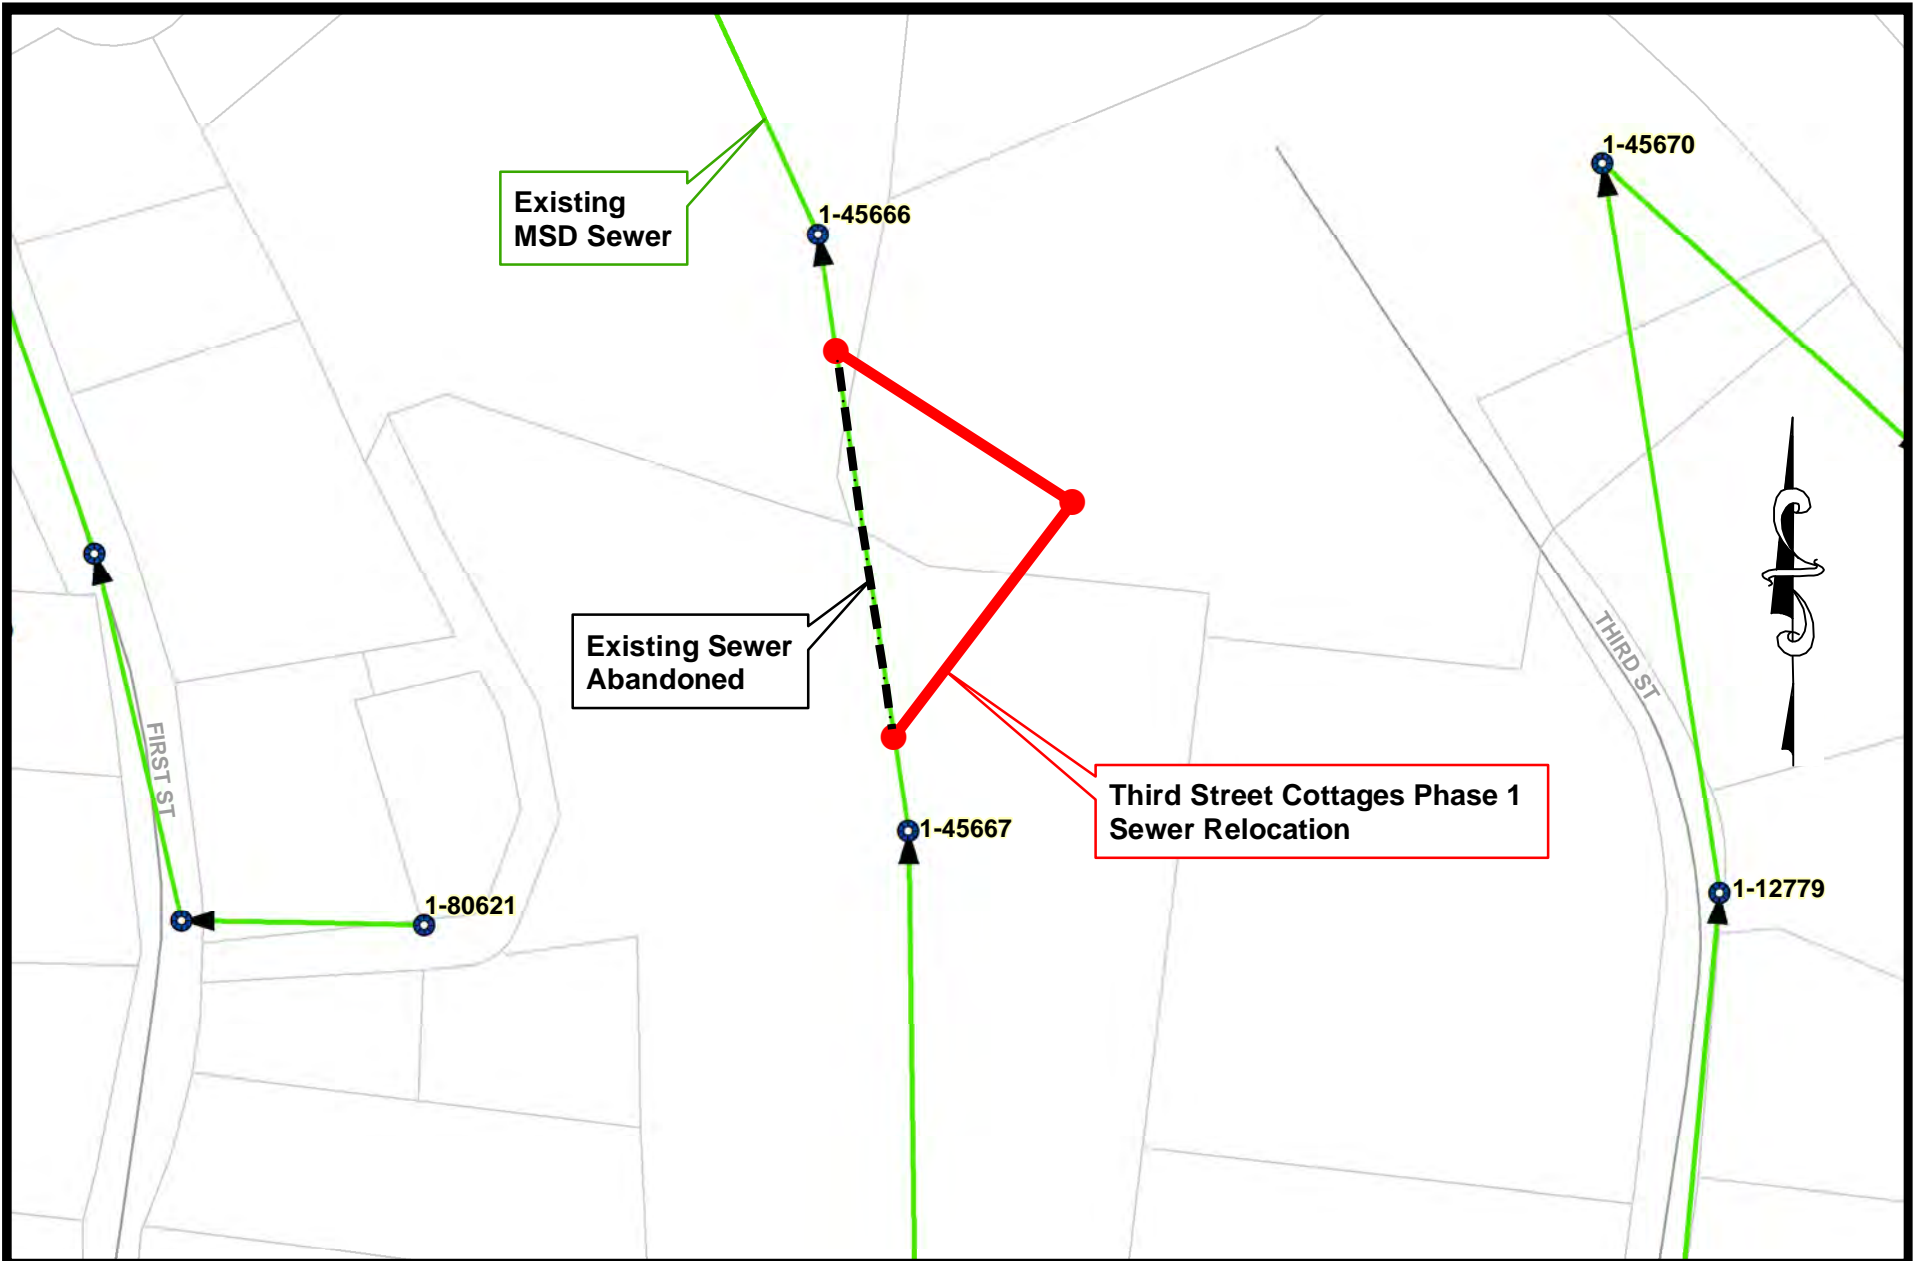 1-45670
Existing
MSD Sewer
1-45666
Existing Sewer
Abandoned
THIRD ST
FIRST ST
Third Street Cottages Phase 1
Sewer Relocation
1-45667
1-12779
1-80621